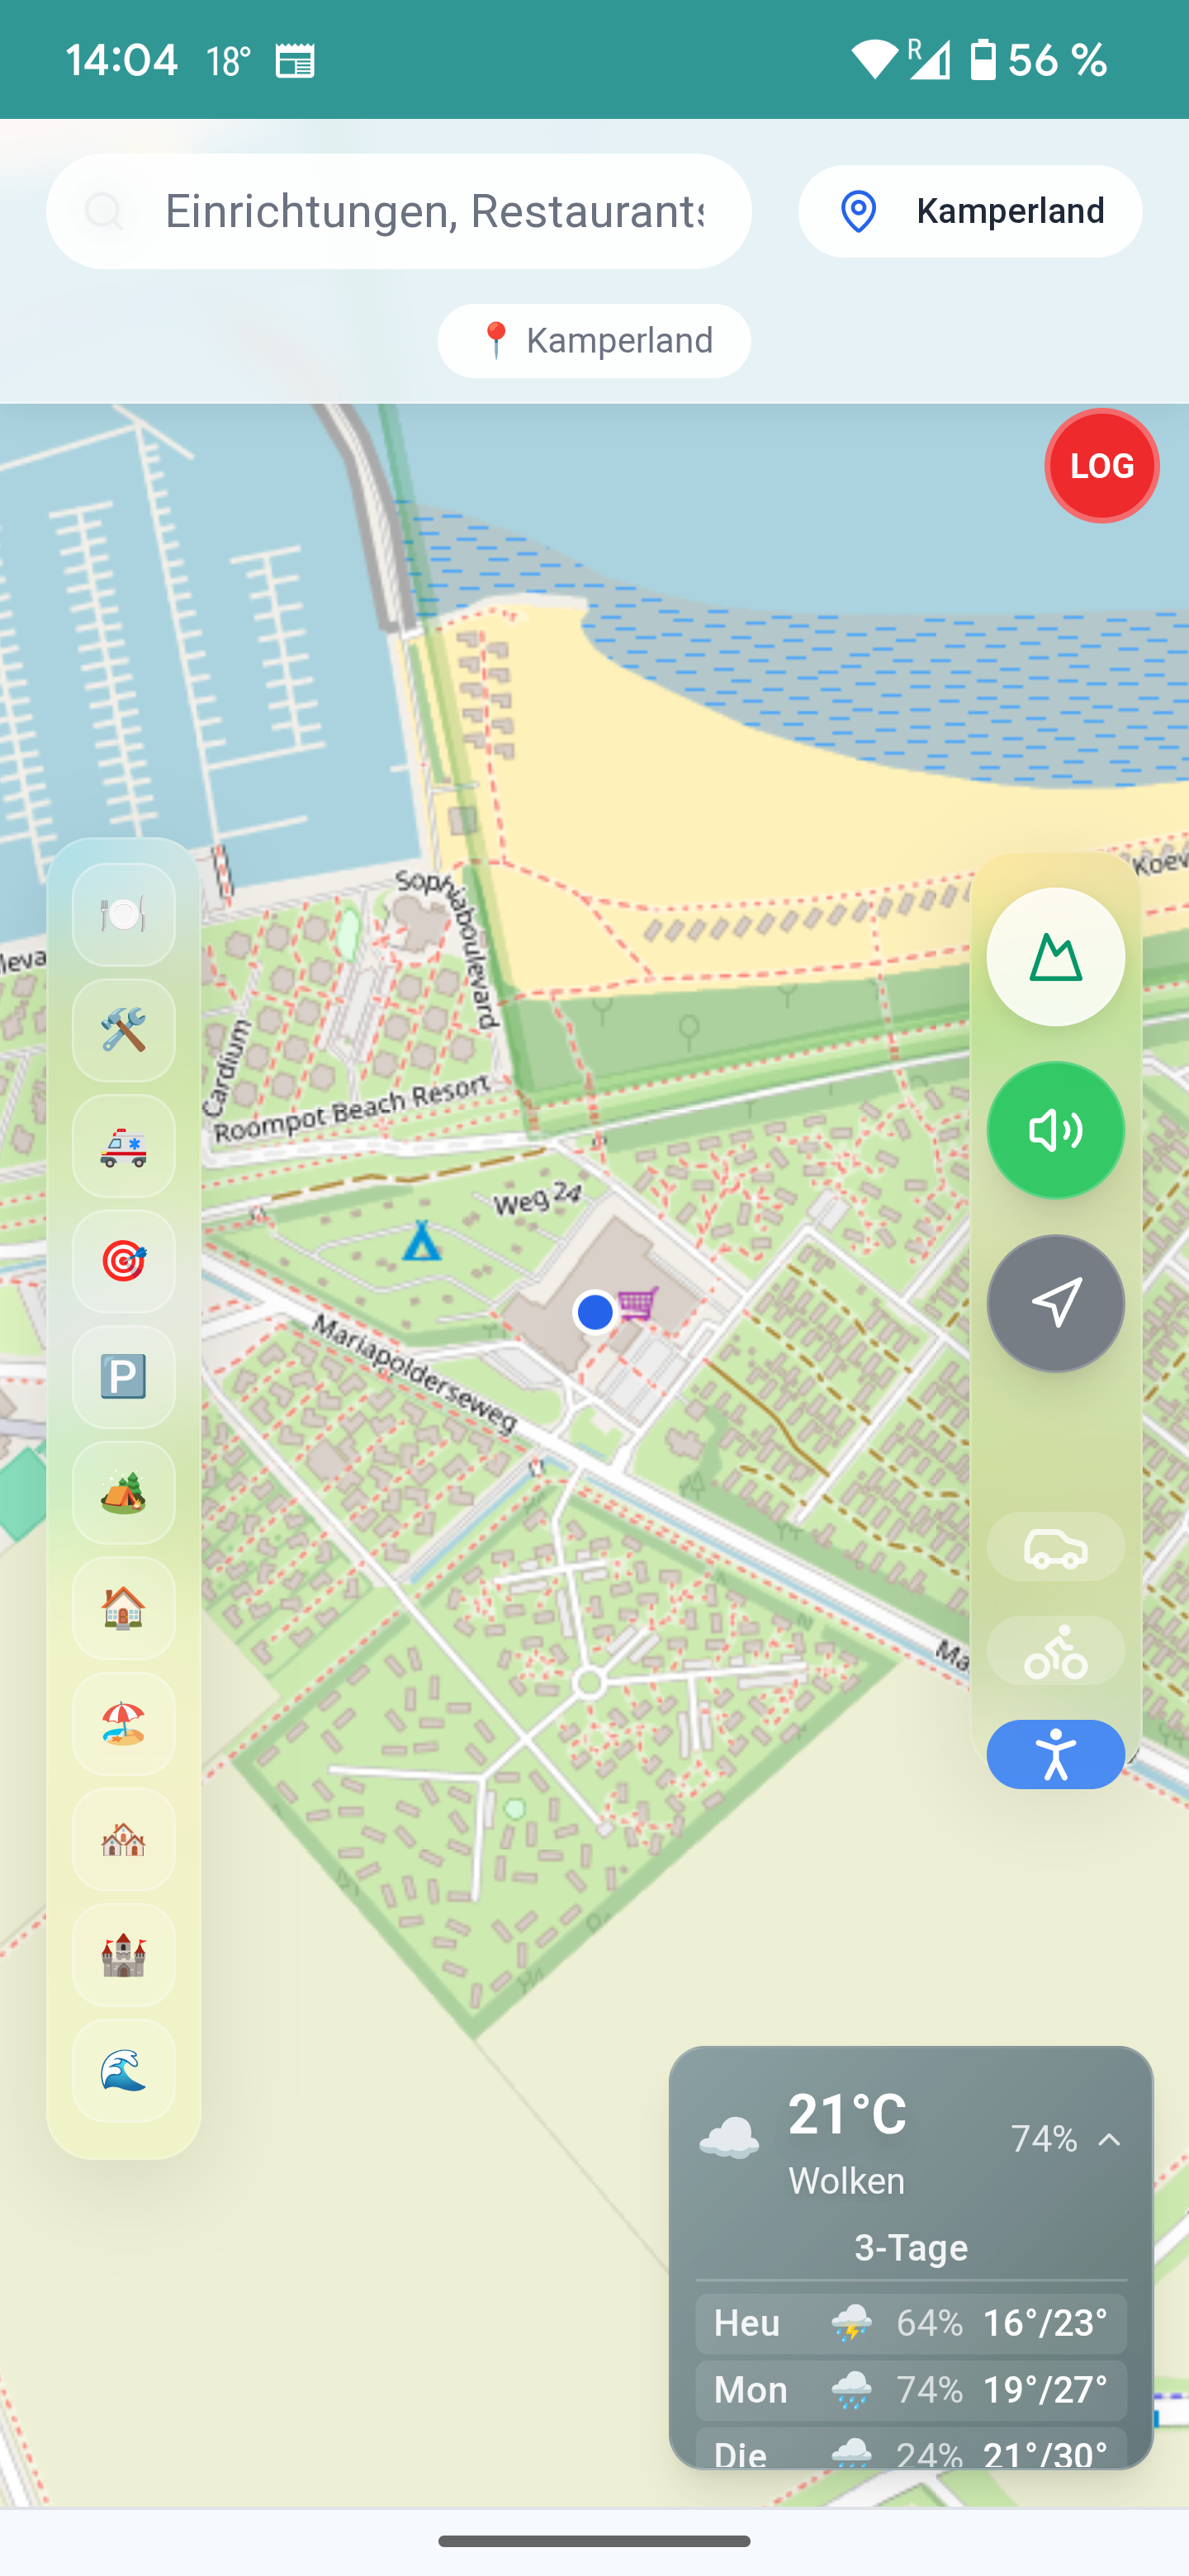 14:04 18° R 56 %
Einrichtungen, Restaurants
Kamperland
📍 Kamperland
LOG
Koev
Sophiaboulevard
leva
Cardium
Roompot Beach Resort
Weg 24
Mariapolderseweg
P
Ma
21°C
74%
Wolken
3-Tage
Heu 64% 16°/23°
Mon 74% 19°/27°
Die 24% 21°/30°